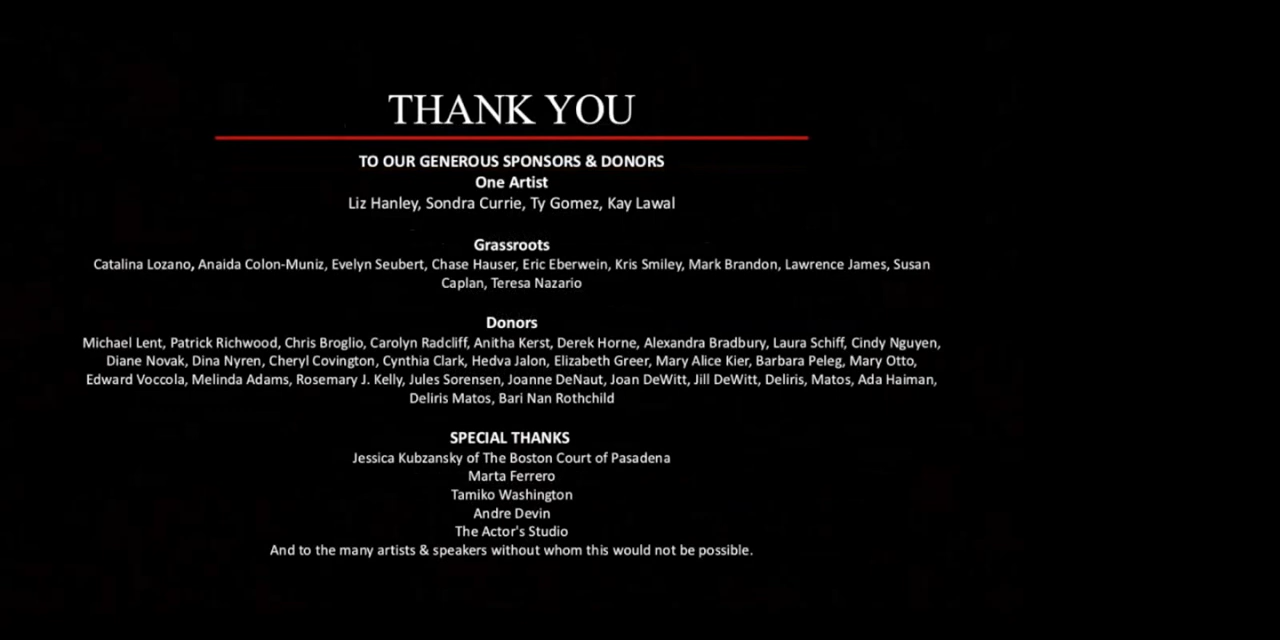 THANK YOU
TO OUR GENEROUS SPONSORS & DONORS
One Artist
Liz Hanley, Sondra Currie, Ty Gomez, Kay Lawal
Grassroots
Catalina Lozano, Anaida Colon-Muniz, Evelyn Seubert, Chase Hauser, Eric Eberwein, Kris Smiley, Mark Brandon, Lawrence James, Susan
Caplan, Teresa Nazario
Donors
Michael Lent, Patrick Richwood, Chris Broglio, Carolyn Radcliff, Anitha Kerst, Derek Horne, Alexandra Bradbury, Laura Schiff, Cindy Nguyen,
Diane Novak, Dina Nyren, Cheryl Covington, Cynthia Clark, Hedva Jalon, Elizabeth Greer, Mary Alice Kier, Barbara Peleg, Mary Otto,
Edward Voccola, Melinda Adams, Rosemary J. Kelly, Jules Sorensen, Joanne DeNaut, Joan DeWitt, Jill DeWitt, Deliris, Matos, Ada Haiman,
Deliris Matos, Bari Nan Rothchild
SPECIAL THANKS
Jessica Kubzansky of The Boston Court of Pasadena
Marta Ferrero
Tamiko Washington
Andre Devin
The Actor's Studio
And to the many artists & speakers without whom this would not be possible.